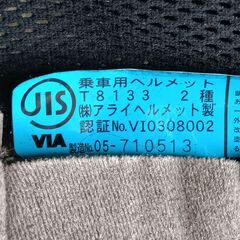 JIS
VIA
乗車用ヘルメット
T8133 2種
㈱アライヘルメット製
認証No.VI0308002
製造No.05-710513